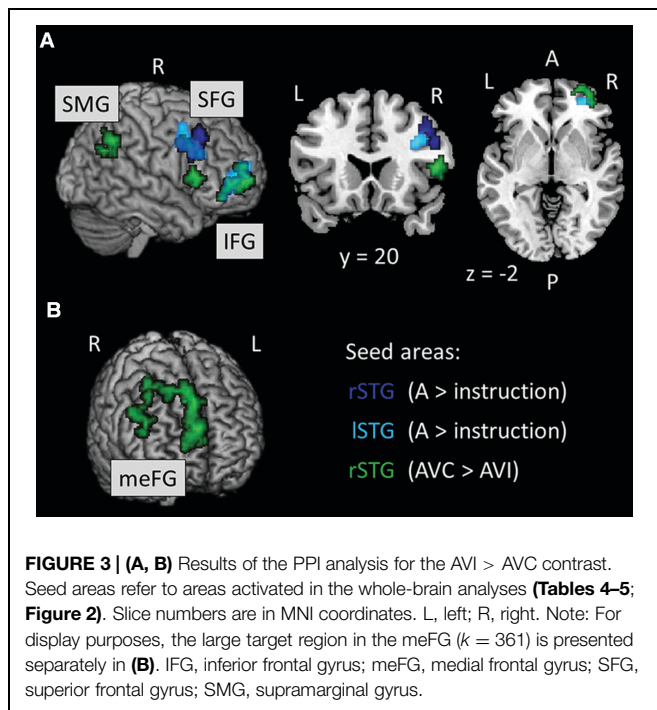 A
R
SMG
SFG
IFG
L
R
y = 20
A
L
R
z = -2
P
B
R
L
meFG
Seed areas:
rSTG (A > instruction)
lSTG (A > instruction)
rSTG (AVC > AVI)
FIGURE 3 | (A, B) Results of the PPI analysis for the AVI > AVC contrast.
Seed areas refer to areas activated in the whole-brain analyses (Tables 4–5;
Figure 2). Slice numbers are in MNI coordinates. L, left; R, right. Note: For
display purposes, the large target region in the meFG (k = 361) is presented
separately in (B). IFG, inferior frontal gyrus; meFG, medial frontal gyrus; SFG,
superior frontal gyrus; SMG, supramarginal gyrus.